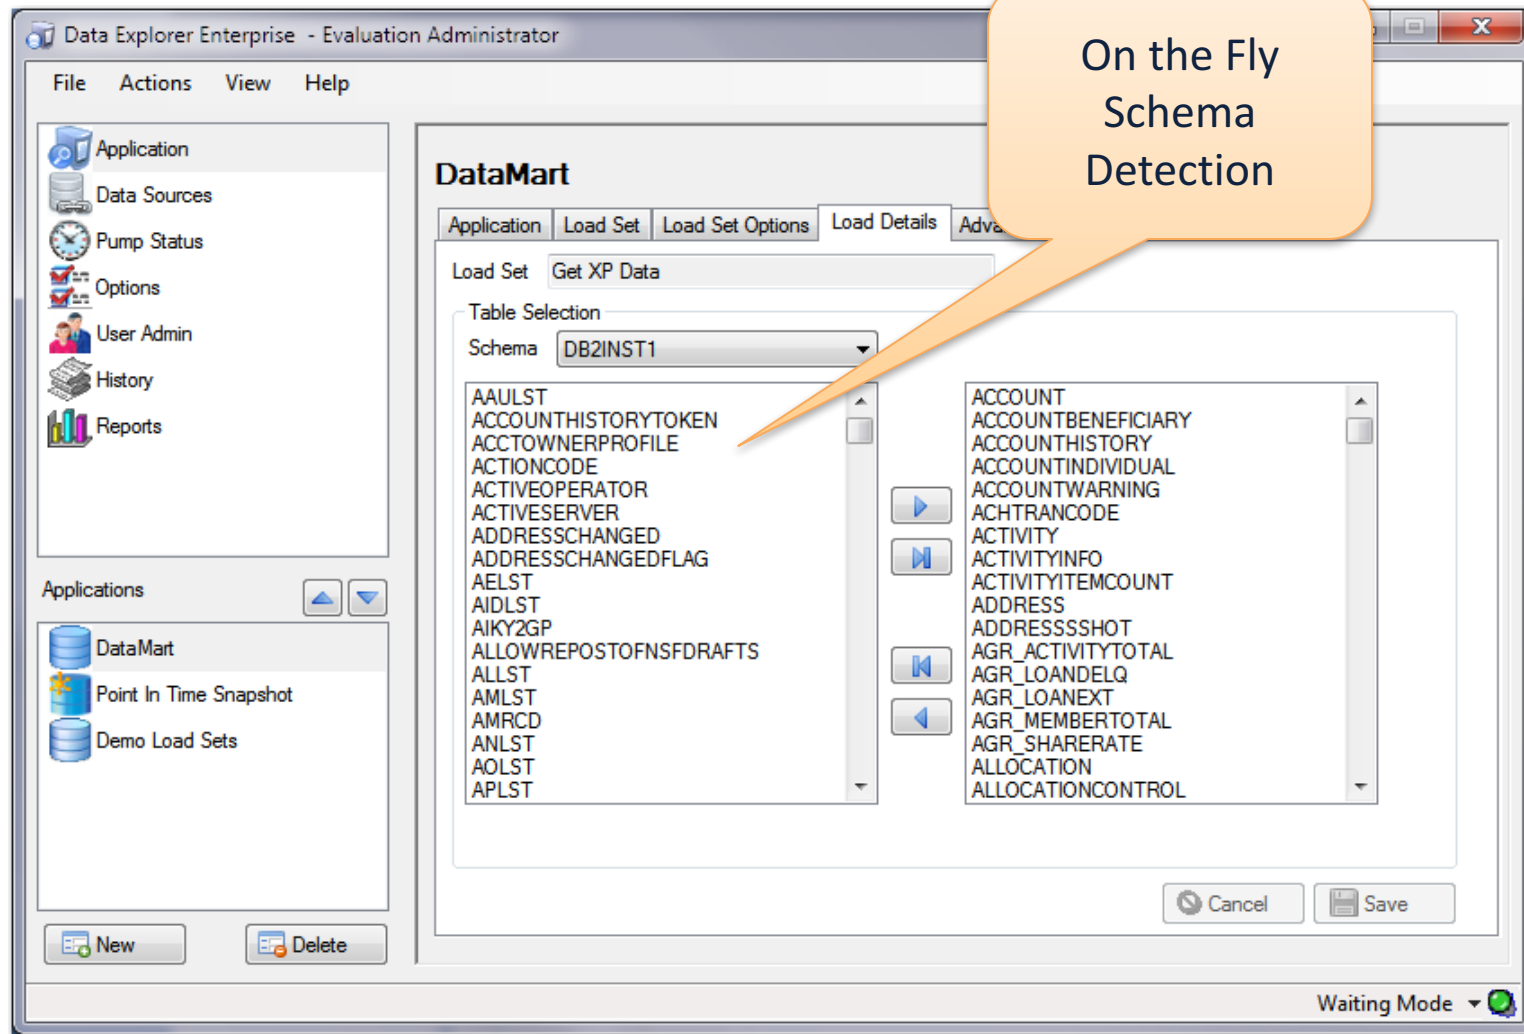 Data Explorer Enterprise - Evaluation Administrator
File Actions View Help
On the Fly
Schema
Detection
Application
Data Sources
Pump Status
Options
User Admin
History
Reports
Applications
DataMart
Point In Time Snapshot
Demo Load Sets
New Delete
DataMart
Application Load Set Load Set Options Load Details
Load Set Get XP Data
Table Selection
Schema DB2INST1
AAULST
ACCOUNTHISTORYTOKEN
ACCTOWNERPROFILE
ACTIONCODE
ACTIVEOPERATOR
ACTIVESERVER
ADDRESSCHANGED
ADDRESSCHANGEDFLAG
AELST
AIDLST
AIKY2GP
ALLOWREPOSTOFNSFDRAFTS
ALLST
AMLST
AMRCD
ANLST
AOLST
APLST
ACCOUNT
ACCOUNTBENEFICIARY
ACCOUNTHISTORY
ACCOUNTINDIVIDUAL
ACCOUNTWARNING
ACHTRANCODE
ACTIVITY
ACTIVITYINFO
ACTIVITYITEMCOUNT
ADDRESS
ADDRESSSSHOT
AGR_ACTIVITYTOTAL
AGR_LOANDELQ
AGR_LOANEXT
AGR_MEMBERTOTAL
AGR_SHARERATE
ALLOCATION
ALLOCATIONCONTROL
Cancel Save
Waiting Mode